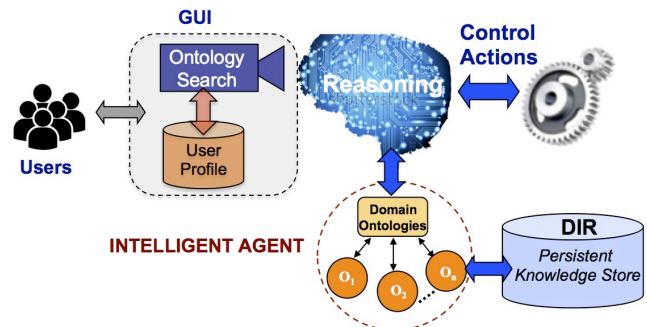 GUI
Ontology
Search
User
Profile
Users
Reasoning
Control
Actions
INTELLIGENT AGENT
Domain
Ontologies
O1
O2
On
DIR
Persistent
Knowledge Store